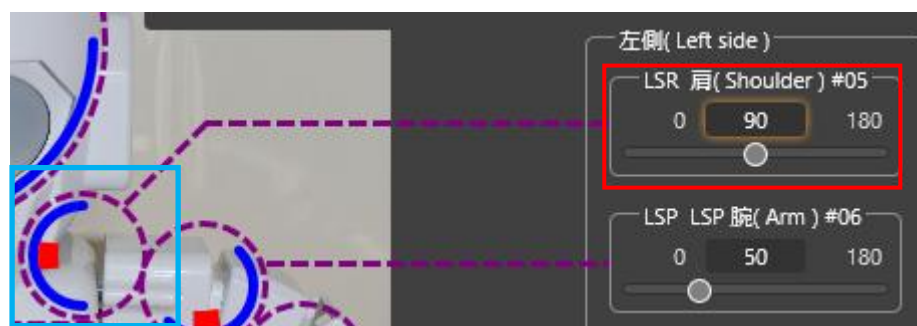 左側( Left side )
LSR 肩( Shoulder ) #05
0 90 180
LSP LSP 腕( Arm ) #06
0 50 180